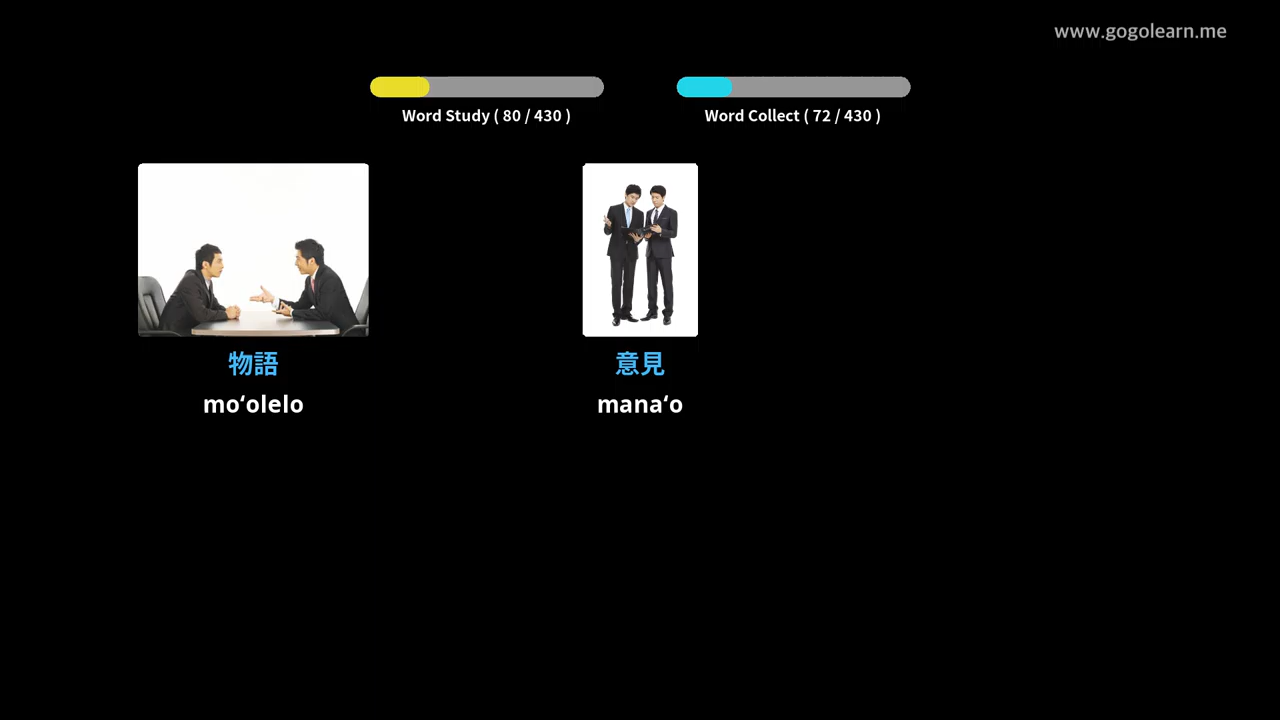 www.gogolearn.me
Word Study ( 80 / 430 )
Word Collect ( 72 / 430 )
物語
moʻolelo
意見
manaʻo